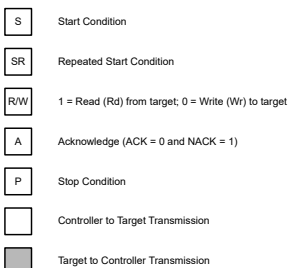 S Start Condition
SR Repeated Start Condition
R/W 1 = Read (Rd) from target; 0 = Write (Wr) to target
A Acknowledge (ACK = 0 and NACK = 1)
P Stop Condition
Controller to Target Transmission
Target to Controller Transmission